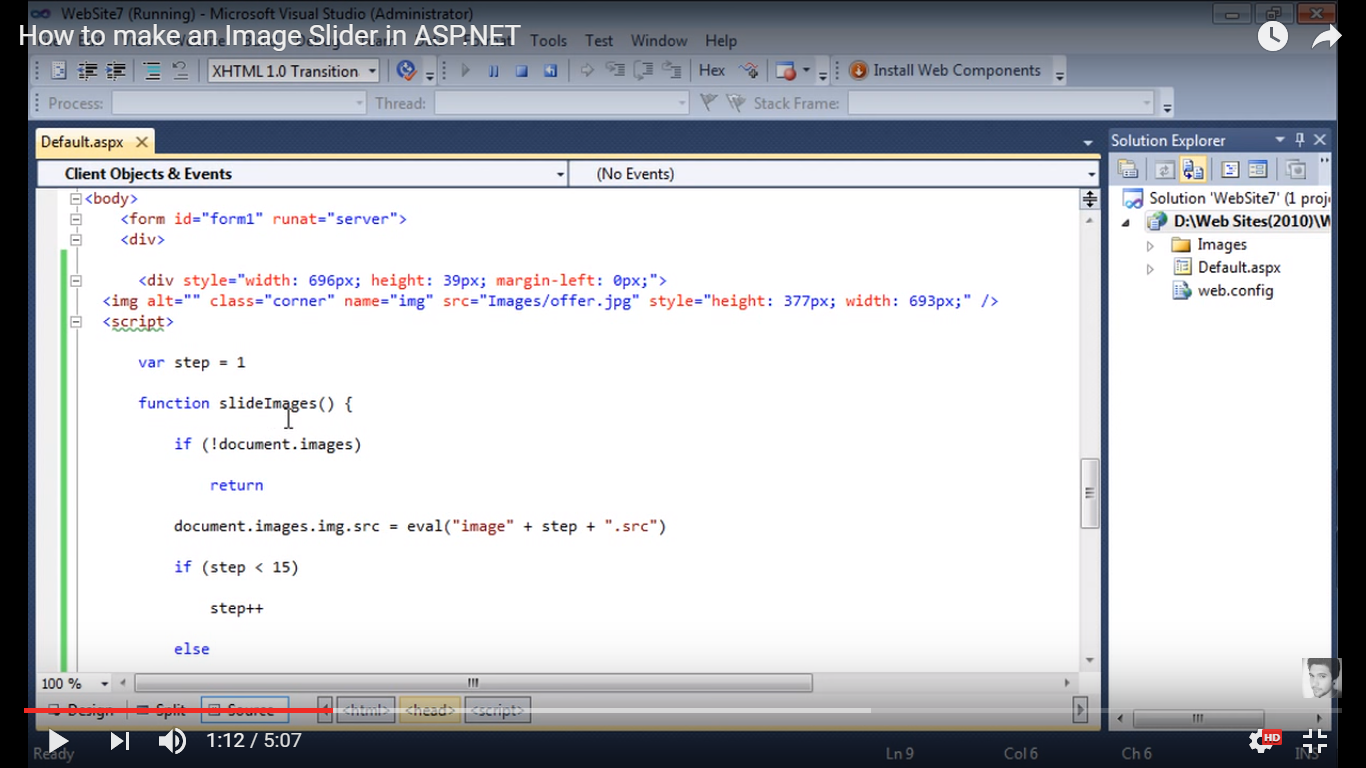 WebSite7 (Running) - Microsoft Visual Studio (Administrator)
How to make an Image Slider in ASP.NET
Tools Test Window Help
XHTML 1.0 Transition Hex Install Web Components
Process: Thread: Stack Frame:
Default.aspx
Solution Explorer
Client Objects & Events (No Events)
<body>
<form id="form1" runat="server">
<div>
<div style="width: 696px; height: 39px; margin-left: 0px;">
<img alt="" class="corner" name="img" src="Images/offer.jpg" style="height: 377px; width: 693px;" />
<script>
var step = 1
function slideImages() {
if (!document.images)
return
document.images.img.src = eval("image" + step + ".src")
if (step < 15)
step++
else
Solution 'WebSite7' (1 proj
D:\Web Sites(2010)\W
Images
Default.aspx
web.config
100 %
Design Split Source <html> <head> <script>
1:12 / 5:07
HD
Ready Ln 9 Col 6 Ch 6 INS